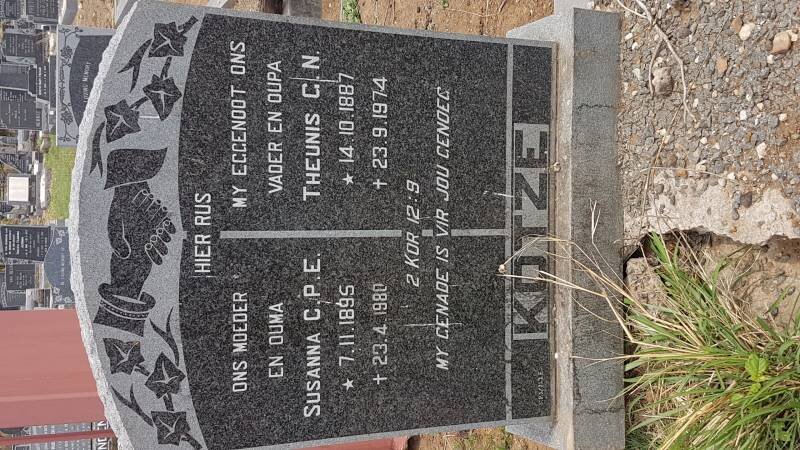 HIER RUS
ONS MOEDER
EN OUMA
SUSANNA C.P.E.
* 7.11.1895
+ 23.4.1980
MY EGGENOOT ONS
VADER EN OUPA
THEUNIS C.N.
* 14.10.1887
+ 23.9.1974
2 KOR 12:9
MY GENADE IS VIR JOU GENOEG
KOTZE